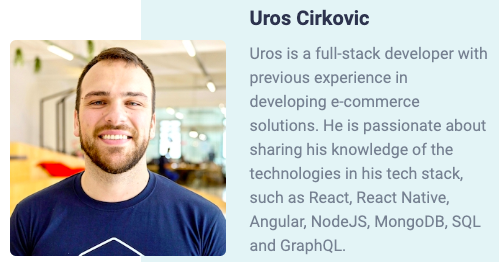 Uros Cirkovic
Uros is a full-stack developer with
previous experience in
developing e-commerce
solutions. He is passionate about
sharing his knowledge of the
technologies in his tech stack,
such as React, React Native,
Angular, NodeJS, MongoDB, SQL
and GraphQL.